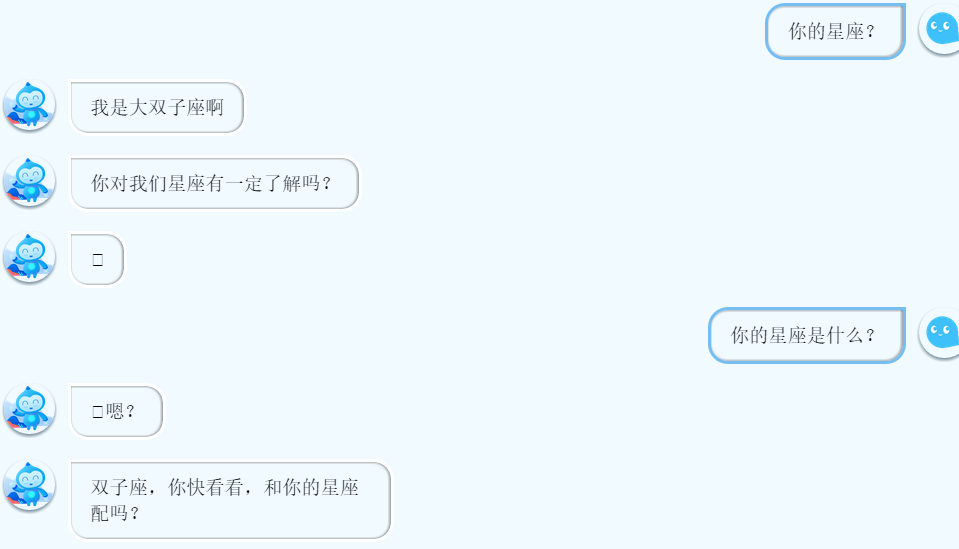 你的星座？
我是大双子座啊
你对我们星座有一定了解吗？
你的星座是什么？
嗯？
双子座，你快看看，和你的星座
配吗？